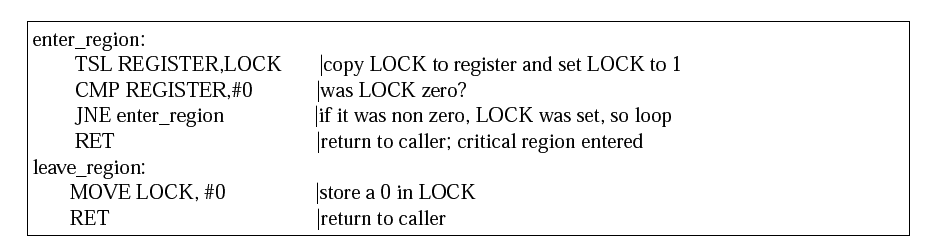 enter_region:
TSL REGISTER,LOCK |copy LOCK to register and set LOCK to 1
CMP REGISTER,#0 |was LOCK zero?
JNE enter_region |if it was non zero, LOCK was set, so loop
RET |return to caller; critical region entered
leave_region:
MOVE LOCK, #0 |store a 0 in LOCK
RET |return to caller